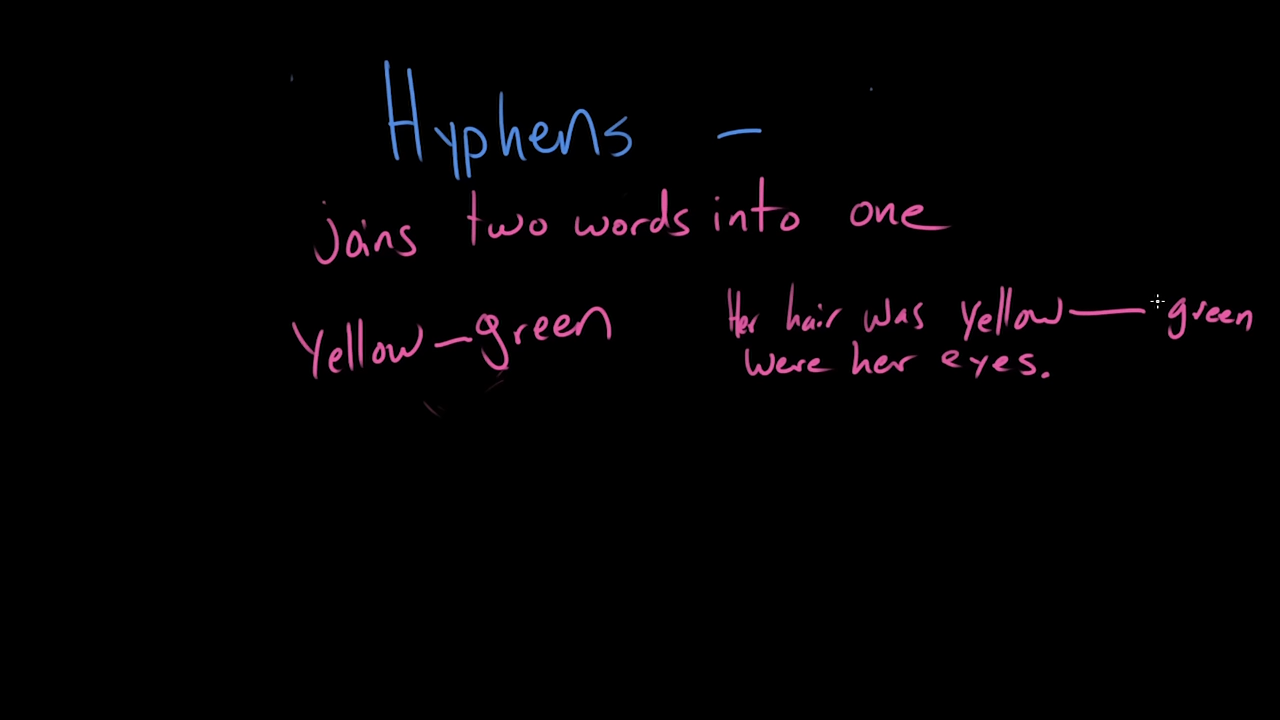 Hyphens -
joins two words into one
Yellow-green
Her hair was yellow — green
were her eyes.